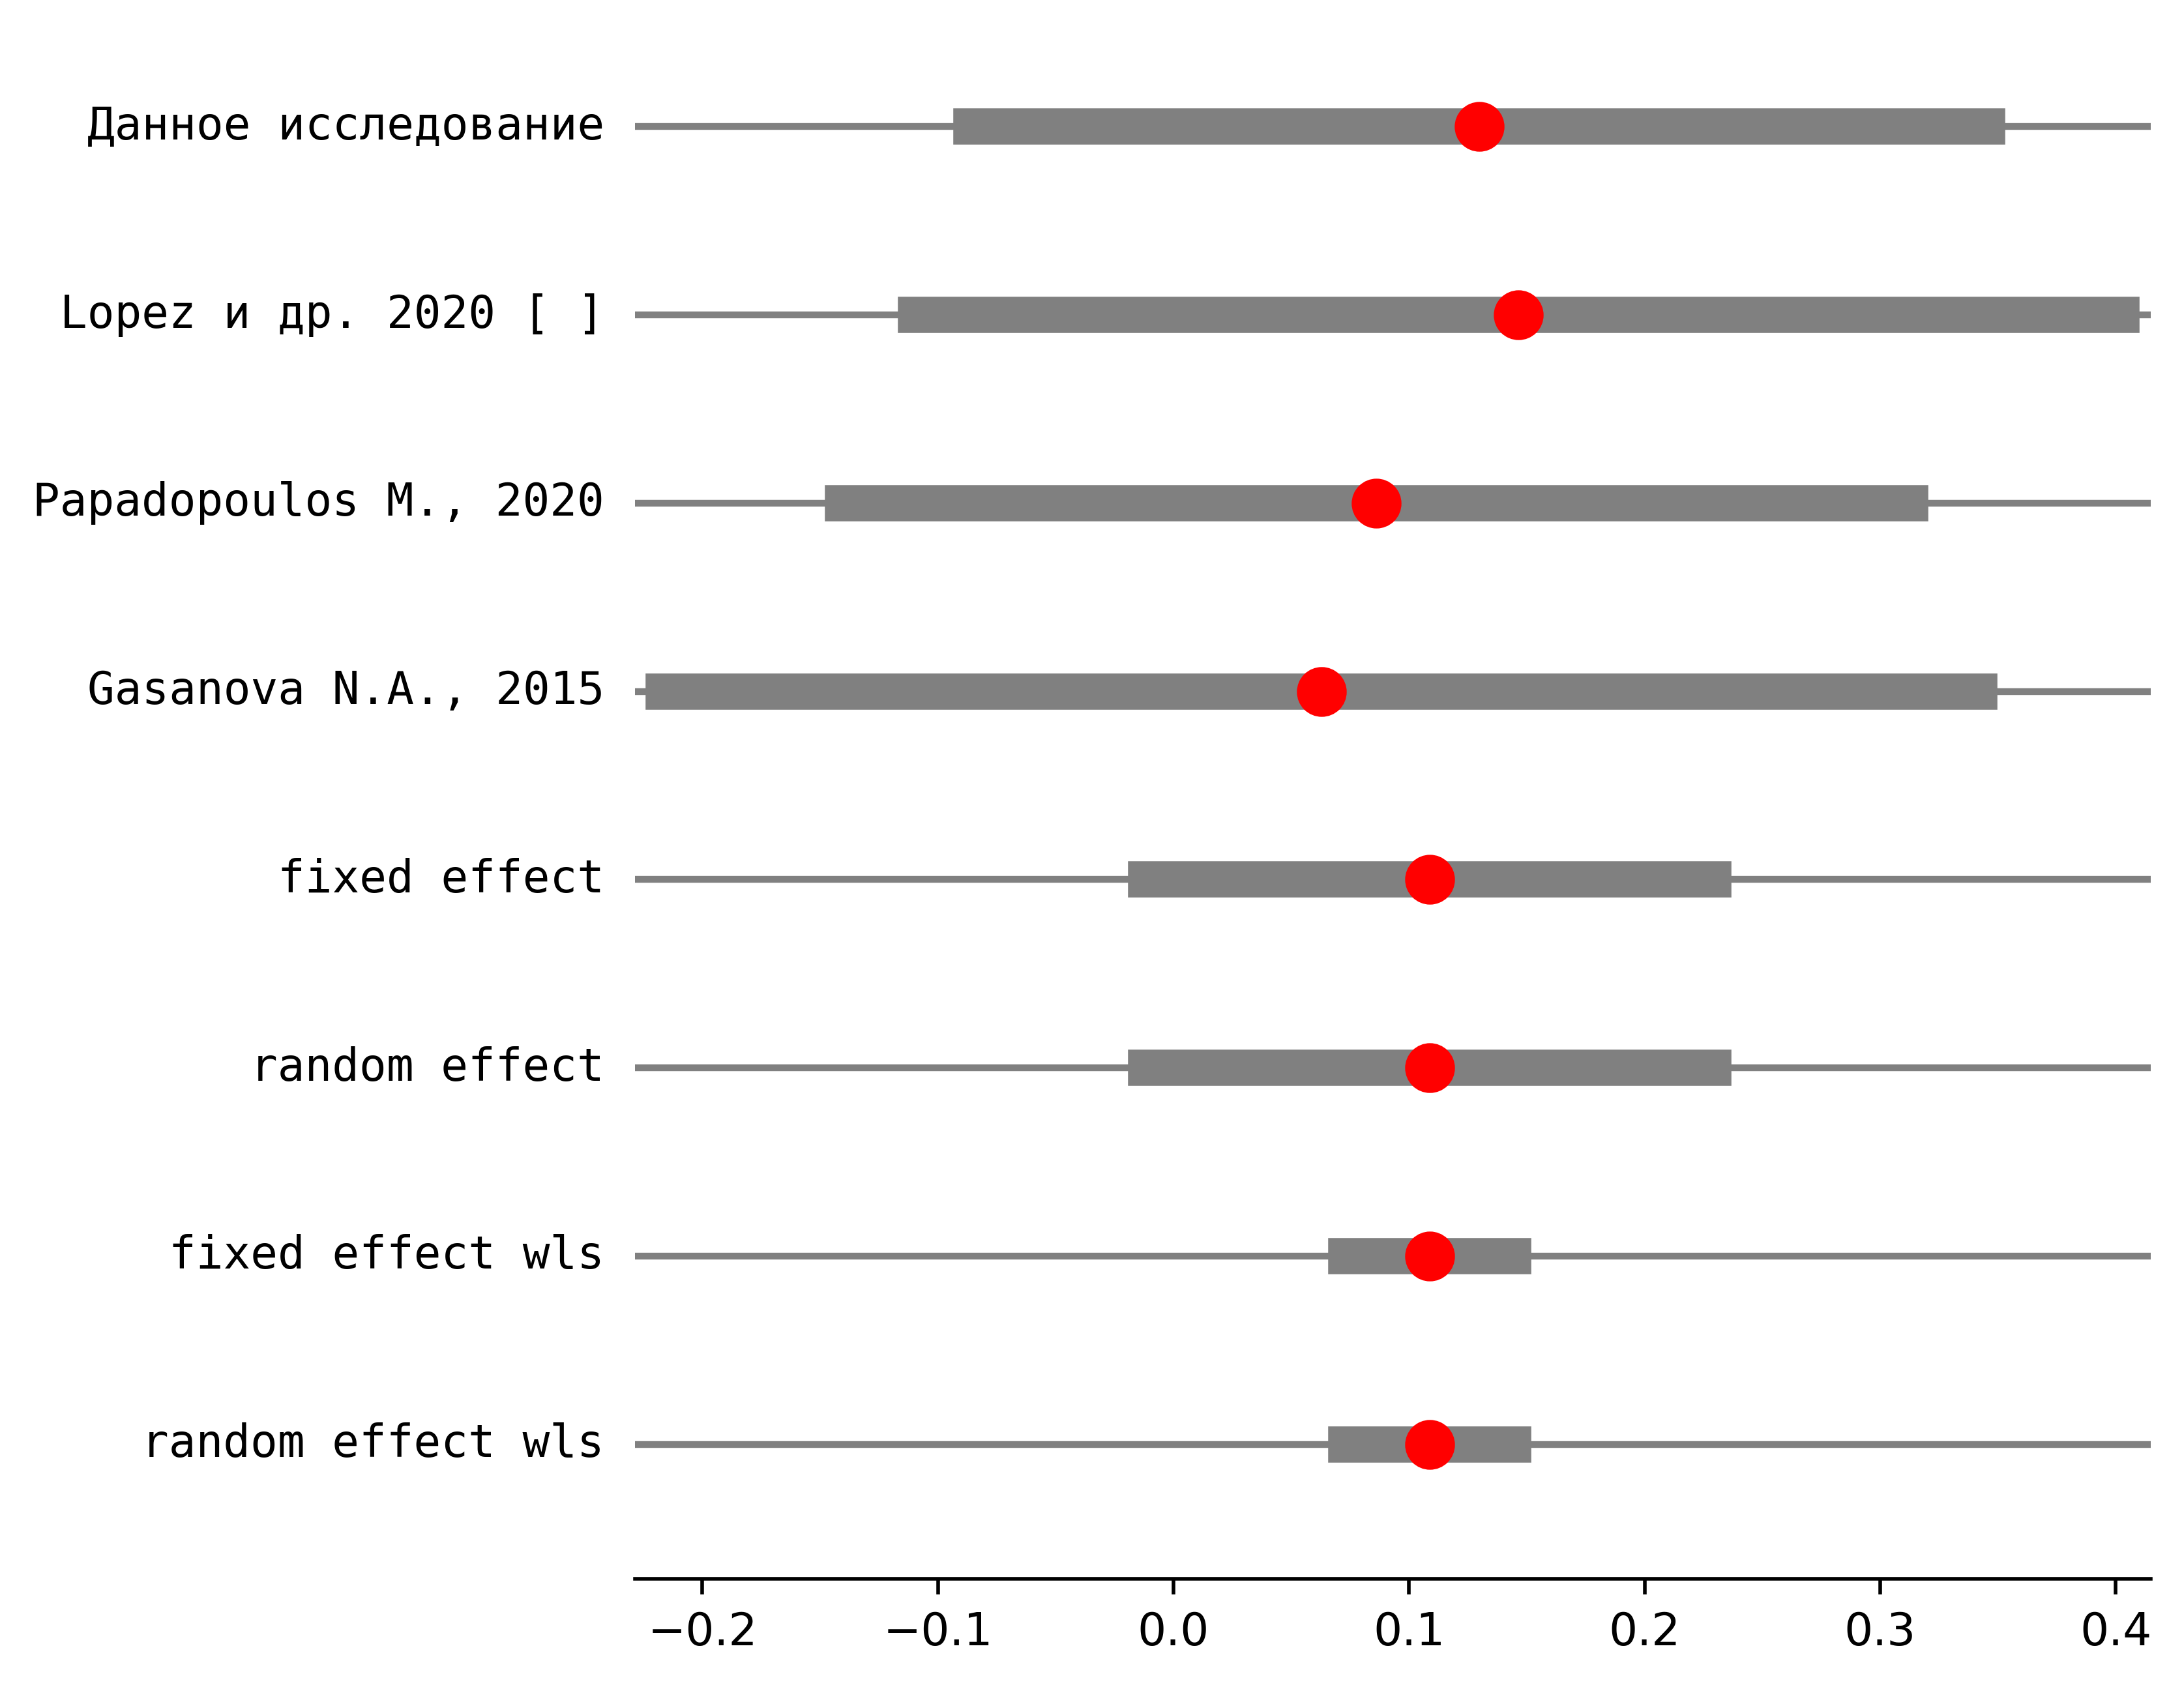 Данное исследование
Lopez и др. 2020 [ ]
Papadopoulos M., 2020
Gasanova N.A., 2015
fixed effect
random effect
fixed effect wls
random effect wls
−0.2 −0.1 0.0 0.1 0.2 0.3 0.4